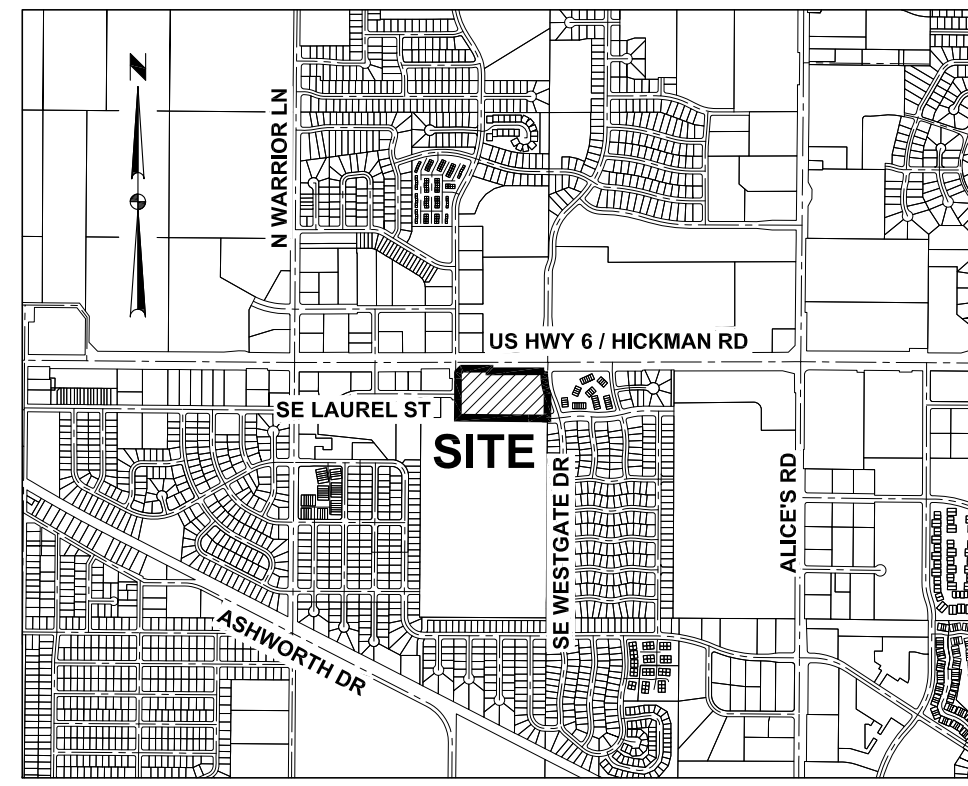 N
N WARRIOR LN
US HWY 6 / HICKMAN RD
SE LAUREL ST
SITE
SE WESTGATE DR
ALICE'S RD
ASHWORTH DR